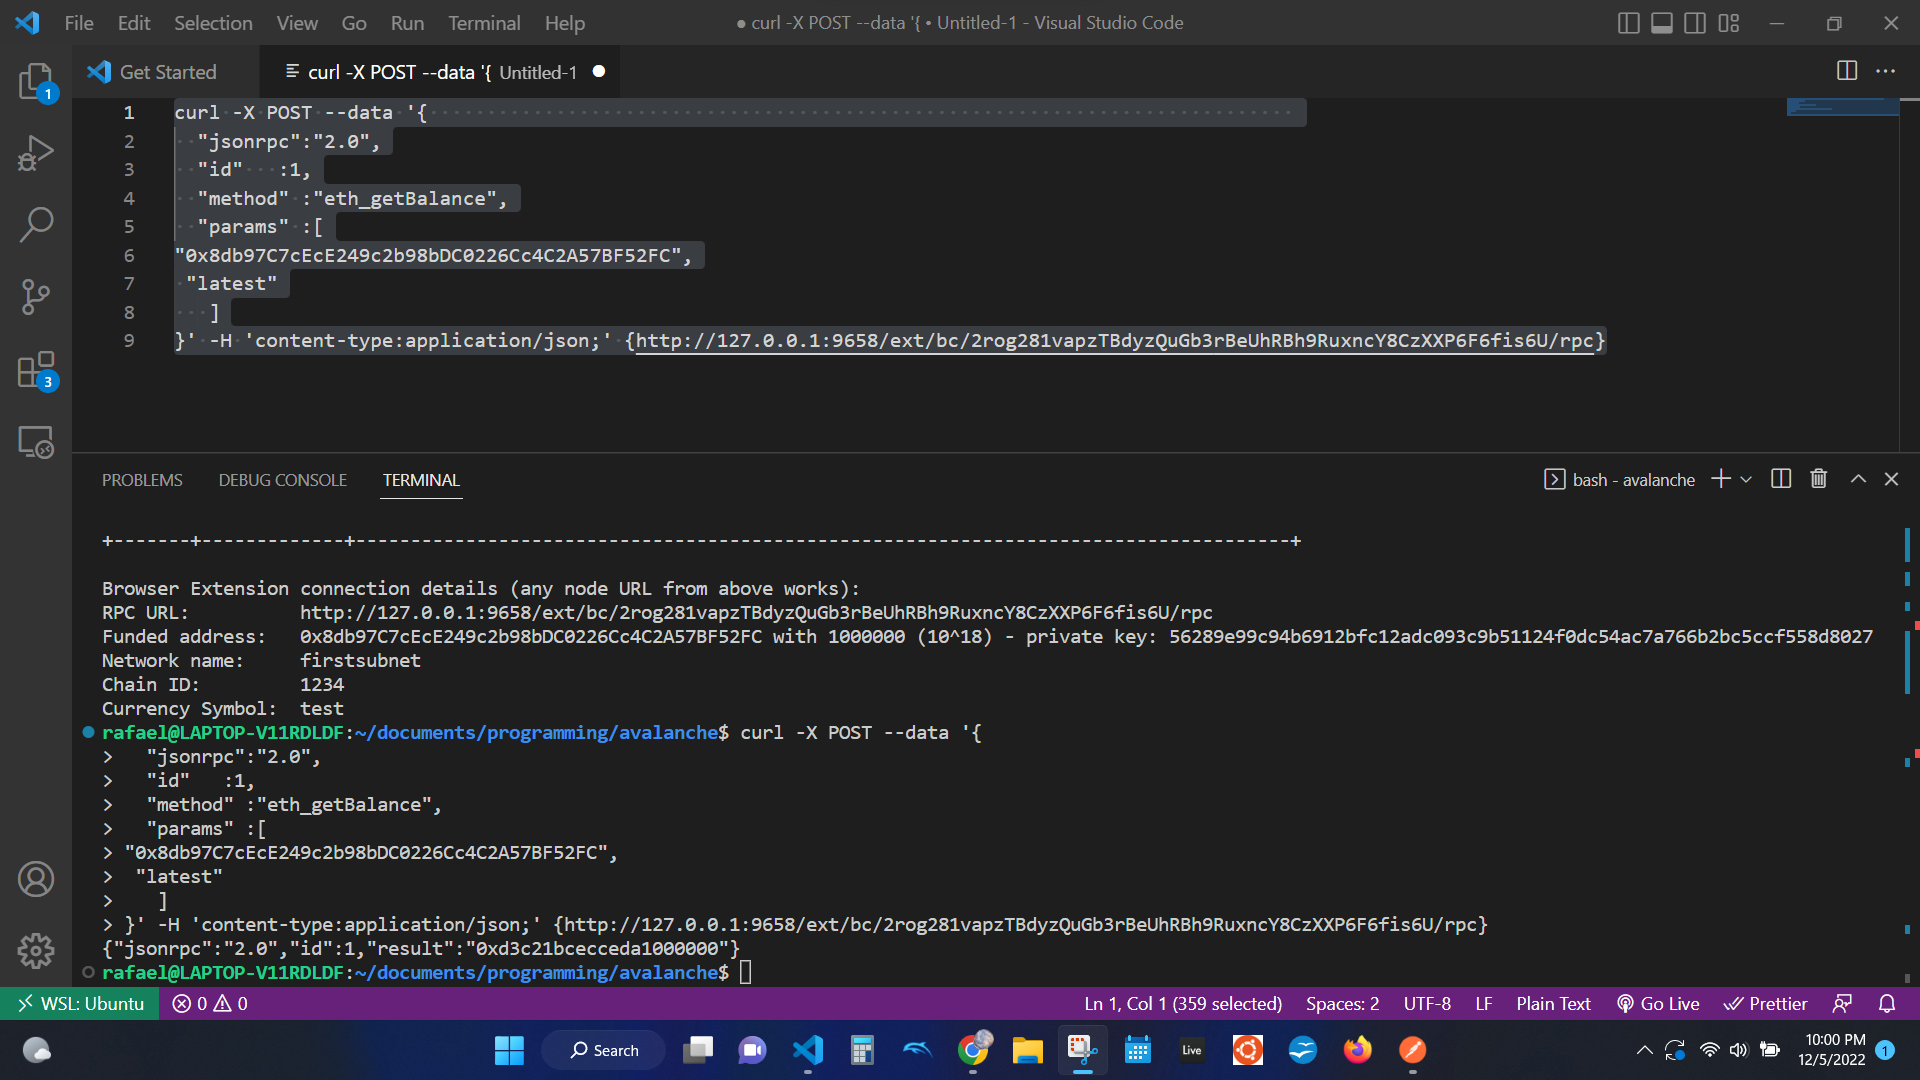 File Edit Selection View Go Run Terminal Help
● curl -X POST --data '{ • Untitled-1 - Visual Studio Code
Get Started
curl -X POST --data '{ Untitled-1
1 curl -X POST --data '{
2 "jsonrpc":"2.0",
3 "id" :1,
4 "method" :"eth_getBalance",
5 "params" :[
6 "0x8db97C7cEcE249c2b98bDC0226Cc4C2A57BF52FC",
7 "latest"
8 ]
9 }' -H 'content-type:application/json;' {http://127.0.0.1:9658/ext/bc/2rog281vapzTBdyzQuGb3rBeUhRBh9RuxncY8CzXXP6F6fis6U/rpc}
1
3
PROBLEMS DEBUG CONSOLE TERMINAL
bash - avalanche
+-------+-------------+-------------------------------------------------------------------------------------+
Browser Extension connection details (any node URL from above works):
RPC URL: http://127.0.0.1:9658/ext/bc/2rog281vapzTBdyzQuGb3rBeUhRBh9RuxncY8CzXXP6F6fis6U/rpc
Funded address: 0x8db97C7cEcE249c2b98bDC0226Cc4C2A57BF52FC with 1000000 (10^18) - private key: 56289e99c94b6912bfc12adc093c9b51124f0dc54ac7a766b2bc5ccf558d8027
Network name: firstsubnet
Chain ID: 1234
Currency Symbol: test
rafael@LAPTOP-V11RDLDF:~/documents/programming/avalanche$ curl -X POST --data '{
> "jsonrpc":"2.0",
> "id" :1,
> "method" :"eth_getBalance",
> "params" :[
> "0x8db97C7cEcE249c2b98bDC0226Cc4C2A57BF52FC",
> "latest"
> ]
> }' -H 'content-type:application/json;' {http://127.0.0.1:9658/ext/bc/2rog281vapzTBdyzQuGb3rBeUhRBh9RuxncY8CzXXP6F6fis6U/rpc}
{"jsonrpc":"2.0","id":1,"result":"0xd3c21bcecceda1000000"}
rafael@LAPTOP-V11RDLDF:~/documents/programming/avalanche$
WSL: Ubuntu 0 0
Ln 1, Col 1 (359 selected) Spaces: 2 UTF-8 LF Plain Text Go Live Prettier
Search
Live
10:00 PM
12/5/2022
1